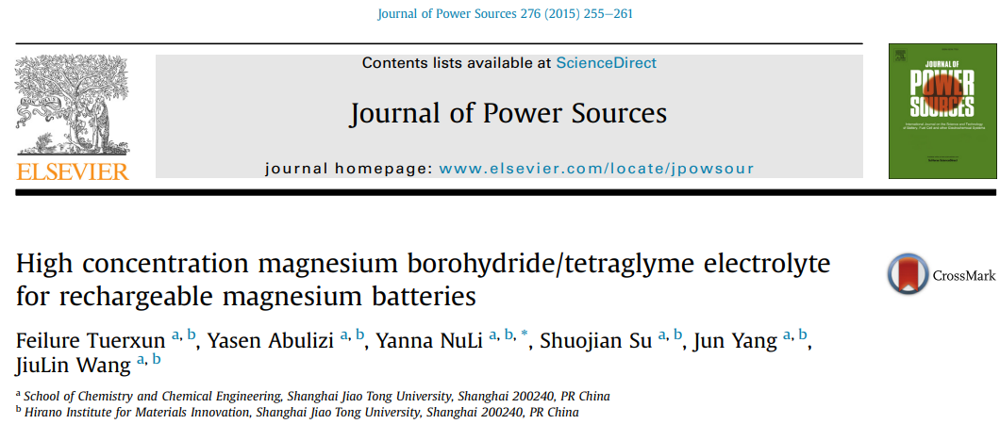 Journal of Power Sources 276 (2015) 255–261
Contents lists available at ScienceDirect
Journal of Power Sources
journal homepage: www.elsevier.com/locate/jpowsour
ELSEVIER
JOURNAL OF
POWER
SOURCES
High concentration magnesium borohydride/tetraglyme electrolyte
for rechargeable magnesium batteries
CrossMark
Feilure Tuerxun a, b, Yasen Abulizi a, b, Yanna NuLi a, b, *, Shuojian Su a, b, Jun Yang a, b,
JiuLin Wang a, b
a School of Chemistry and Chemical Engineering, Shanghai Jiao Tong University, Shanghai 200240, PR China
b Hirano Institute for Materials Innovation, Shanghai Jiao Tong University, Shanghai 200240, PR China